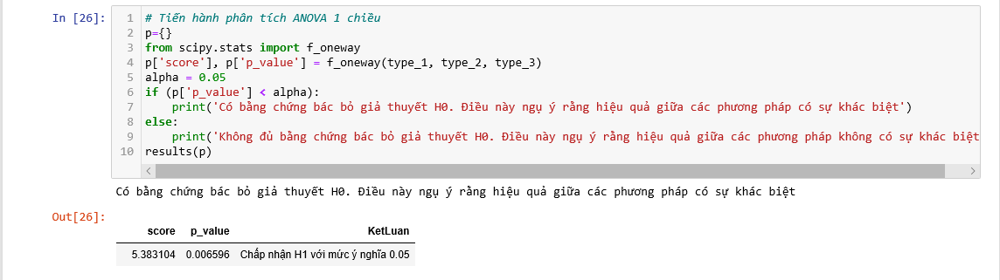 In [26]:
1 # Tiến hành phân tích ANOVA 1 chiều
2 p={}
3 from scipy.stats import f_oneway
4 p['score'], p['p_value'] = f_oneway(type_1, type_2, type_3)
5 alpha = 0.05
6 if (p['p_value'] < alpha):
7     print('Có bằng chứng bác bỏ giả thuyết H0. Điều này ngụ ý rằng hiệu quả giữa các phương pháp có sự khác biệt')
8 else:
9     print('Không đủ bằng chứng bác bỏ giả thuyết H0. Điều này ngụ ý rằng hiệu quả giữa các phương pháp không có sự khác biệt
10 results(p)
Có bằng chứng bác bỏ giả thuyết H0. Điều này ngụ ý rằng hiệu quả giữa các phương pháp có sự khác biệt
Out[26]:
score p_value KetLuan
5.383104 0.006596 Chấp nhận H1 với mức ý nghĩa 0.05